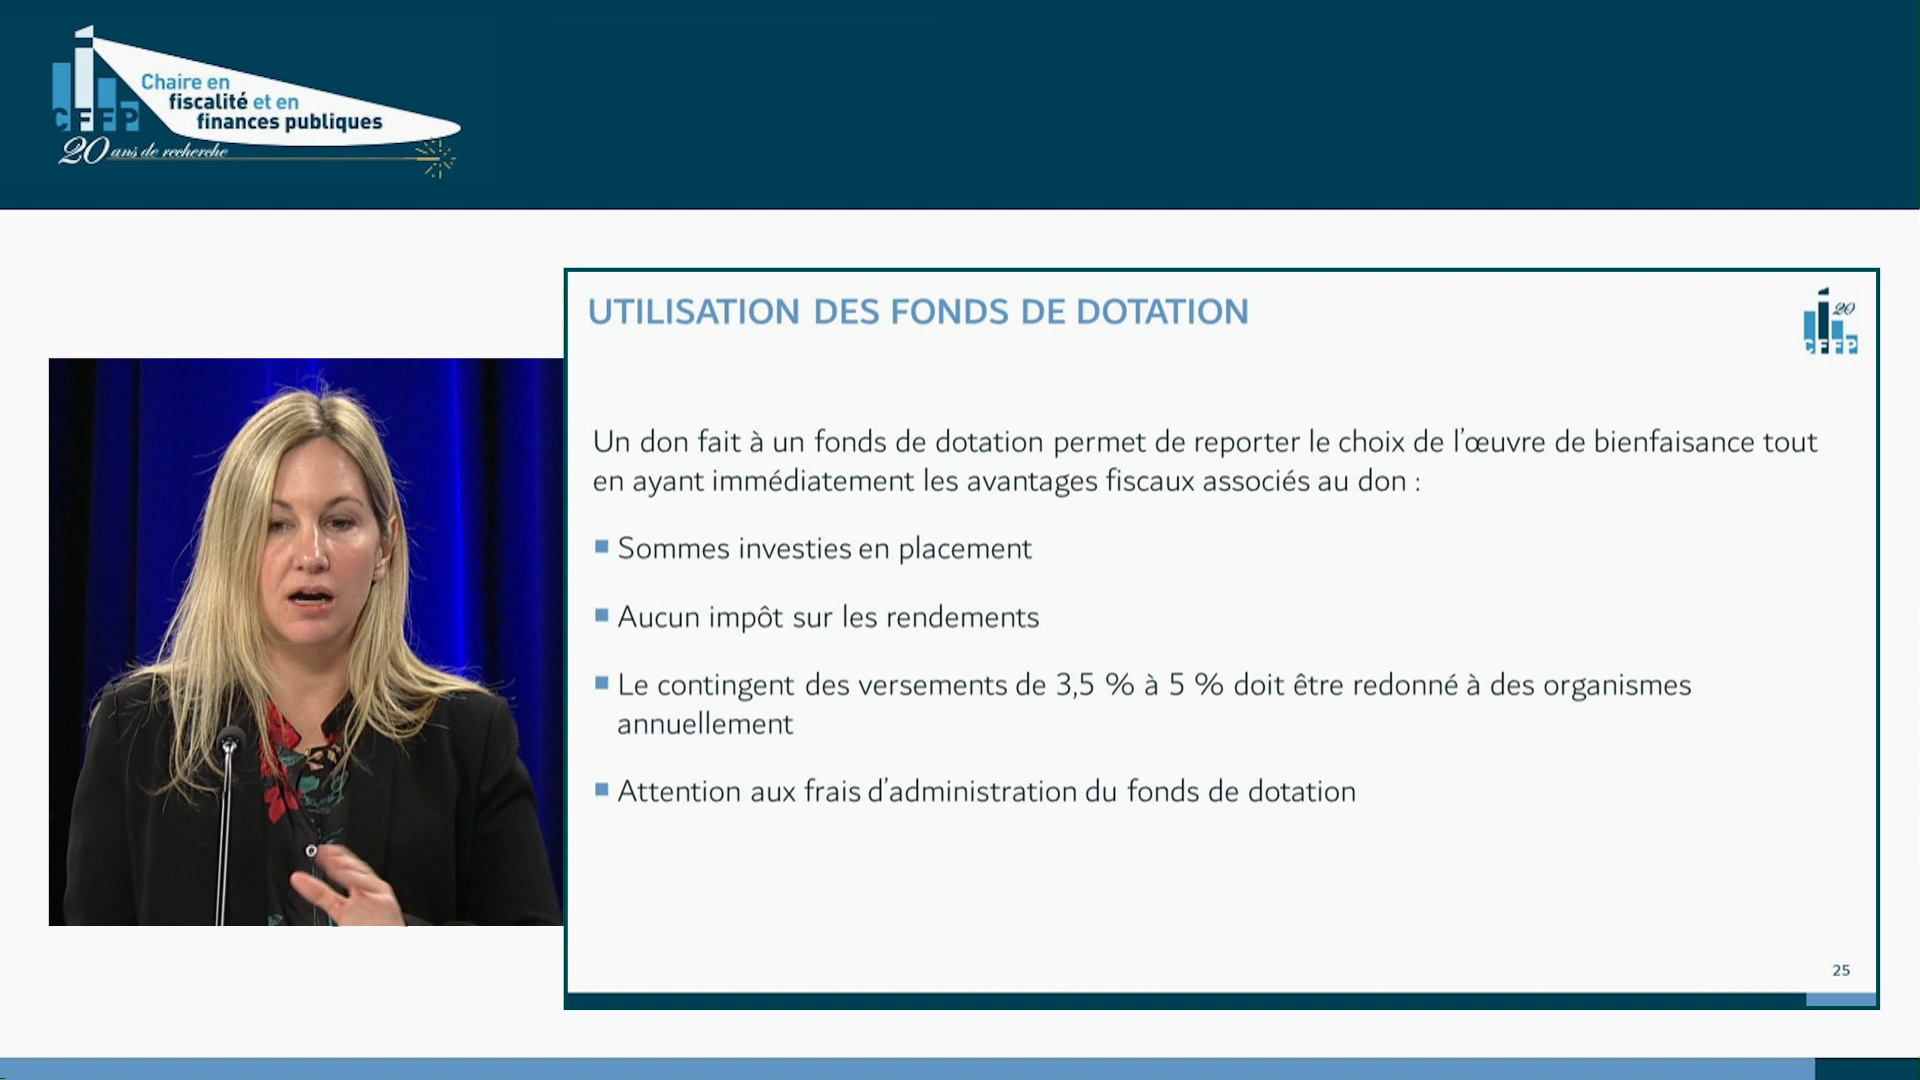 Chaire en
fiscalité et en
finances publiques
CFFP
20 ans de recherche
UTILISATION DES FONDS DE DOTATION
20
CFFP
Un don fait à un fonds de dotation permet de reporter le choix de l'œuvre de bienfaisance tout
en ayant immédiatement les avantages fiscaux associés au don :
Sommes investies en placement
Aucun impôt sur les rendements
Le contingent des versements de 3,5 % à 5 % doit être redonné à des organismes
annuellement
Attention aux frais d'administration du fonds de dotation
25